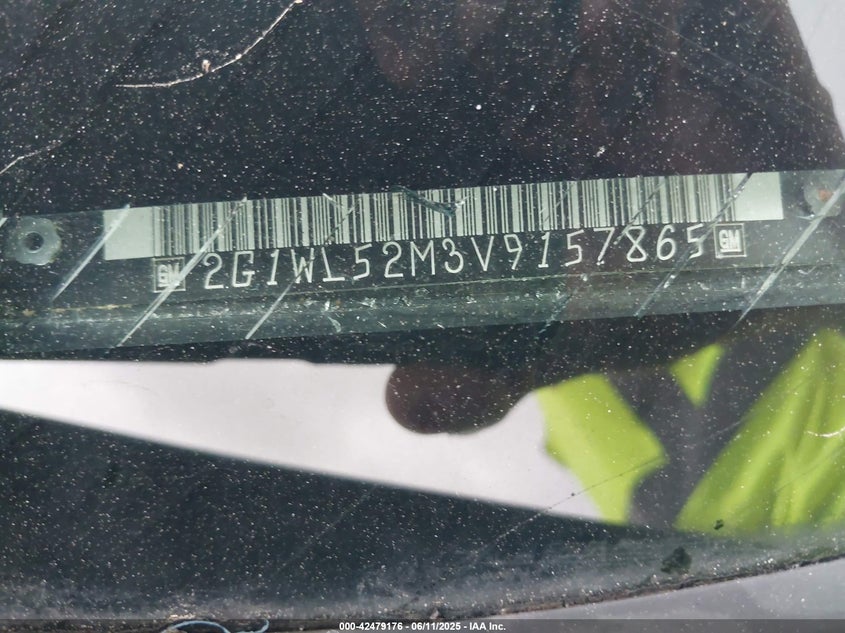 GM 2G1WL52M3V9157865 GM
000-42479176 - 06/11/2025 - IAA Inc.